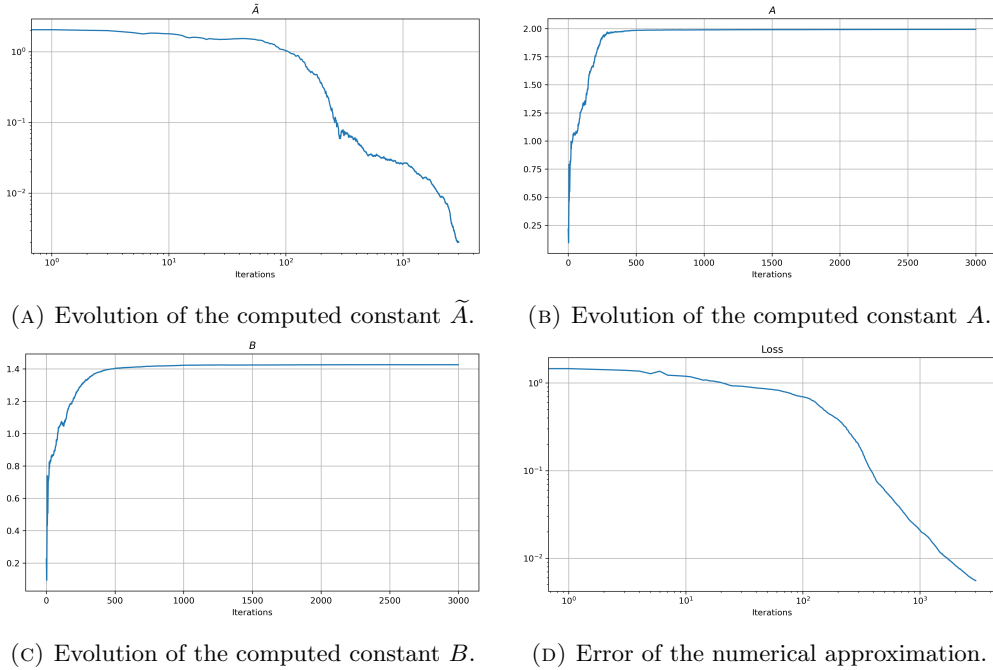 Ã
10⁰
10⁻¹
10⁻²
10⁰ 10¹ 10² 10³
Iterations
(A) Evolution of the computed constant Ã.
A
2.00
1.75
1.50
1.25
1.00
0.75
0.50
0.25
0 500 1000 1500 2000 2500 3000
Iterations
(B) Evolution of the computed constant A.
B
1.4
1.2
1.0
0.8
0.6
0.4
0.2
0 500 1000 1500 2000 2500 3000
Iterations
(C) Evolution of the computed constant B.
Loss
10⁰
10⁻¹
10⁻²
10⁰ 10¹ 10² 10³
Iterations
(D) Error of the numerical approximation.